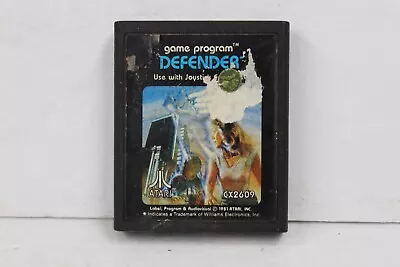 game program™
DEFENDER
Use with Joystick
ATARI
CX2609
Label, Program & Audiovisual © 1981 ATARI, INC.
★ Indicates a Trademark of Williams Electronics, Inc.